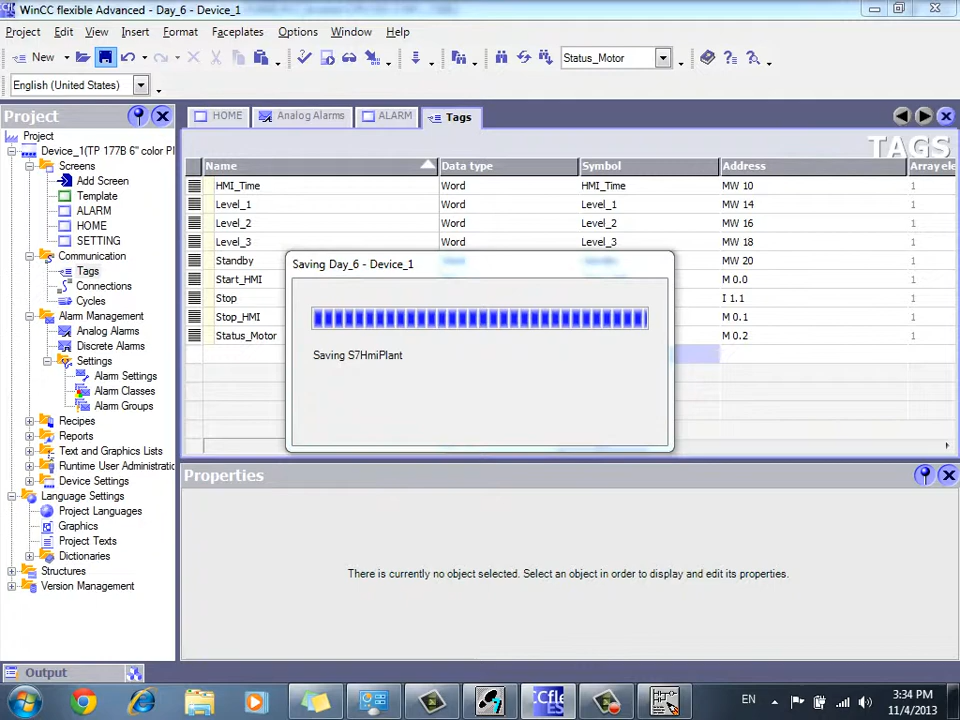 WinCC flexible Advanced - Day_6 - Device_1
Project Edit View Insert Format Faceplates Options Window Help
New Status_Motor
English (United States)
Project
HOME Analog Alarms ALARM Tags
TAGS
Project
Device_1(TP 177B 6" color PI
Screens
Add Screen
Template
ALARM
HOME
SETTING
Communication
Tags
Connections
Cycles
Alarm Management
Analog Alarms
Discrete Alarms
Settings
Alarm Settings
Alarm Classes
Alarm Groups
Recipes
Reports
Text and Graphics Lists
Runtime User Administratio
Device Settings
Language Settings
Project Languages
Graphics
Project Texts
Dictionaries
Structures
Version Management
Name Data type Symbol Address Array ele
HMI_Time Word HMI_Time MW 10 1
Level_1 Word Level_1 MW 14 1
Level_2 Word Level_2 MW 16 1
Level_3 Word Level_3 MW 18 1
Standby MW 20 1
Start_HMI M 0.0 1
Stop I 1.1 1
Stop_HMI M 0.1 1
Status_Motor M 0.2 1
Saving Day_6 - Device_1
Saving S7HmiPlant
Properties
There is currently no object selected. Select an object in order to display and edit its properties.
Output
EN
3:34 PM
11/4/2013